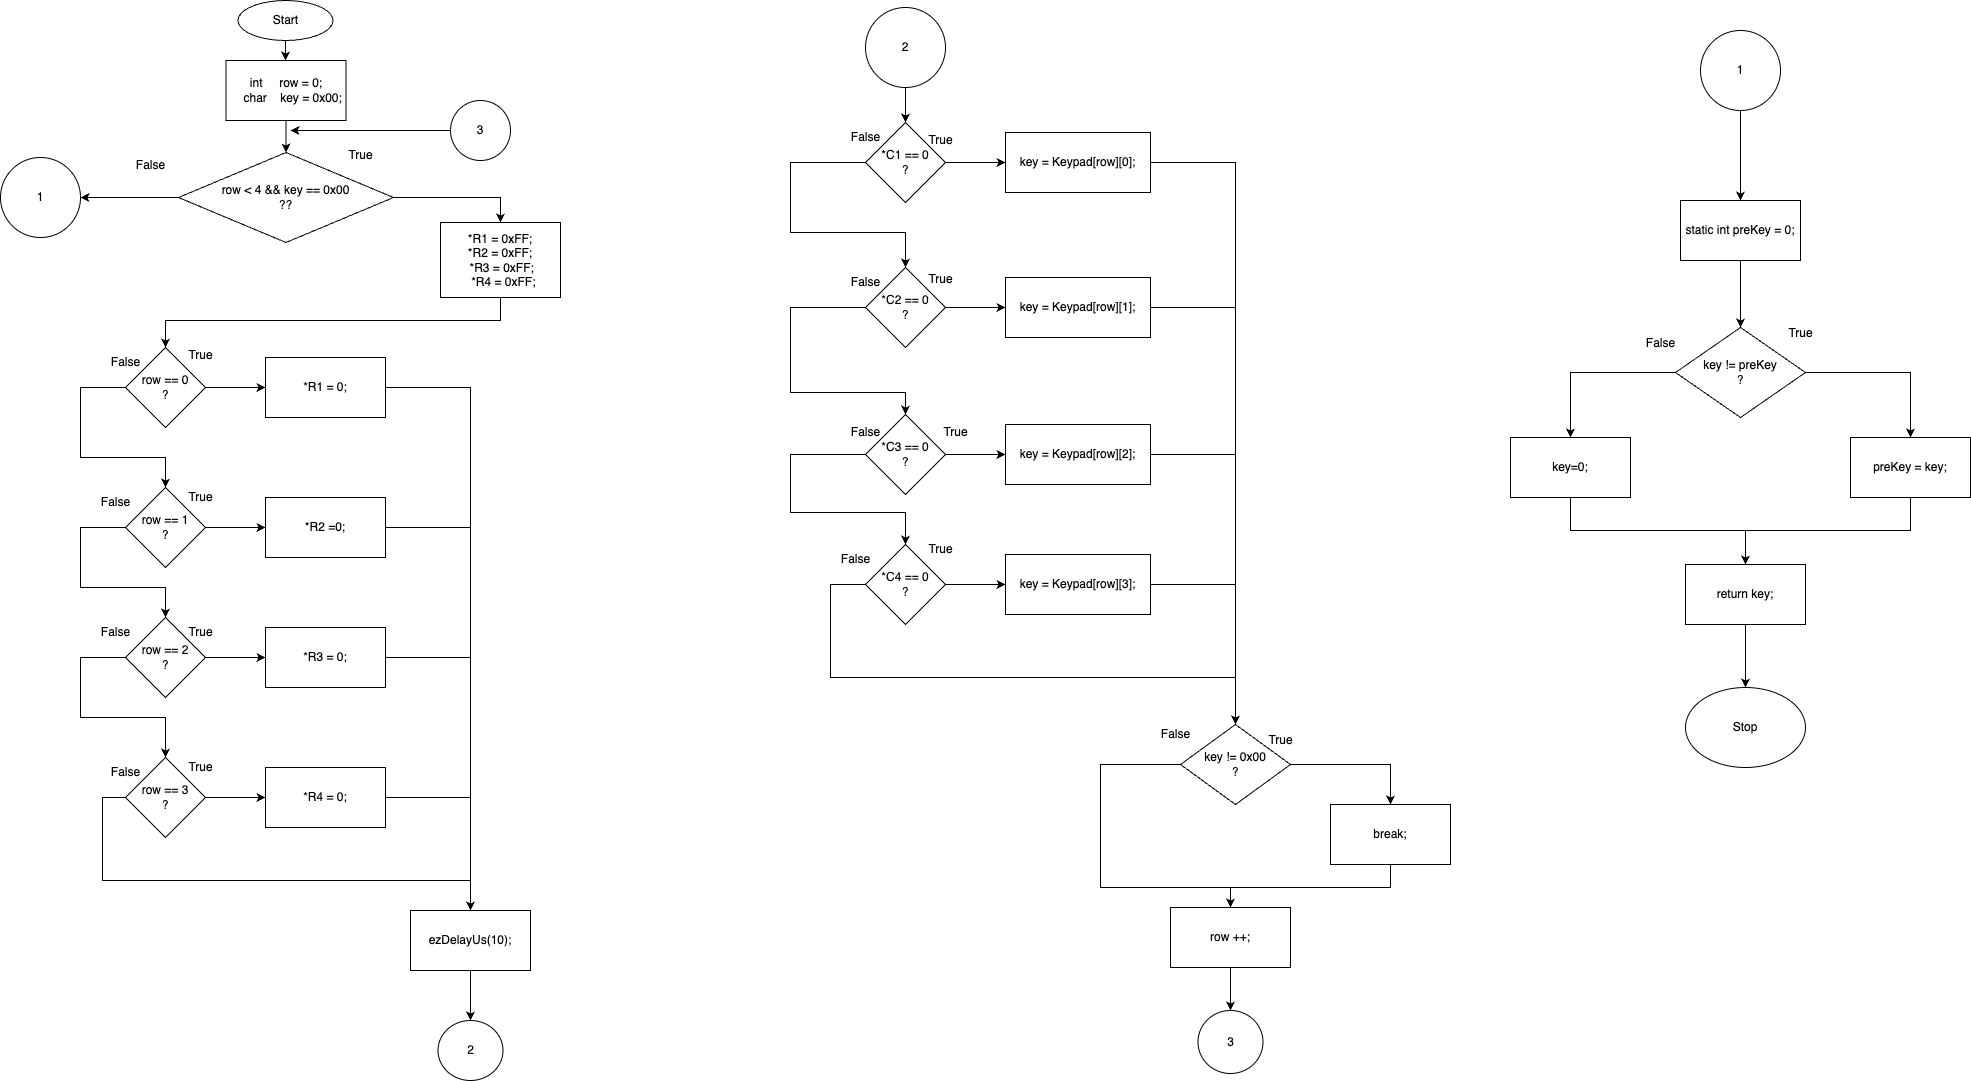 Start
int row = 0;
char key = 0x00;
3
False
True
row < 4 && key == 0x00
??
1
*R1 = 0xFF;
*R2 = 0xFF;
*R3 = 0xFF;
*R4 = 0xFF;
False
True
row == 0
?
*R1 = 0;
False
True
row == 1
?
*R2 =0;
False
True
row == 2
?
*R3 = 0;
False
True
row == 3
?
*R4 = 0;
ezDelayUs(10);
2
2
False
True
*C1 == 0
?
key = Keypad[row][0];
False
True
*C2 == 0
?
key = Keypad[row][1];
False
True
*C3 == 0
?
key = Keypad[row][2];
False
True
*C4 == 0
?
key = Keypad[row][3];
False
True
key != 0x00
?
break;
row ++;
3
1
static int preKey = 0;
False
True
key != preKey
?
key=0;
preKey = key;
return key;
Stop